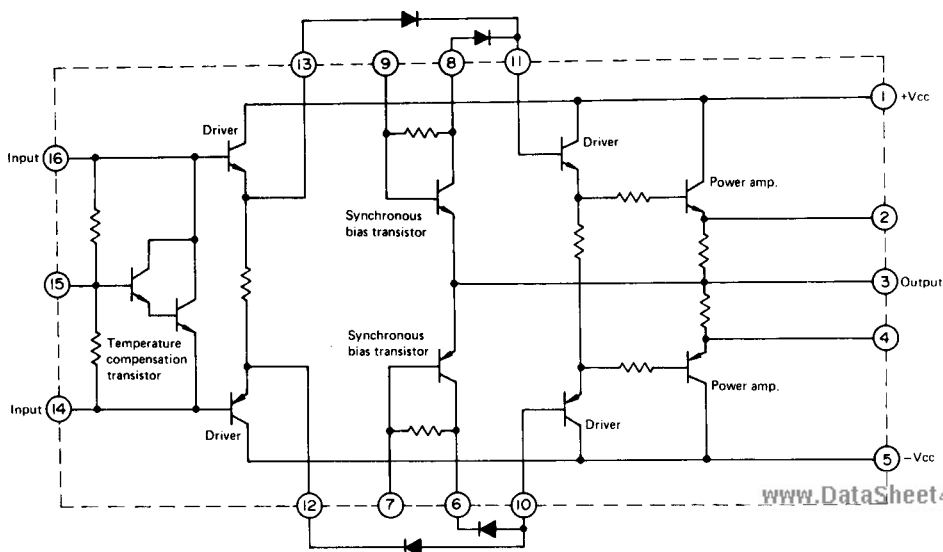 13
9
8
11
1
+Vcc
Driver
Driver
Input 16
Power amp.
Synchronous
bias transistor
2
15
3 Output
Temperature
compensation
transistor
Synchronous
bias transistor
4
Power amp.
Input 14
Driver
Driver
5
−Vcc
12
7
6
10
www.DataSheet4